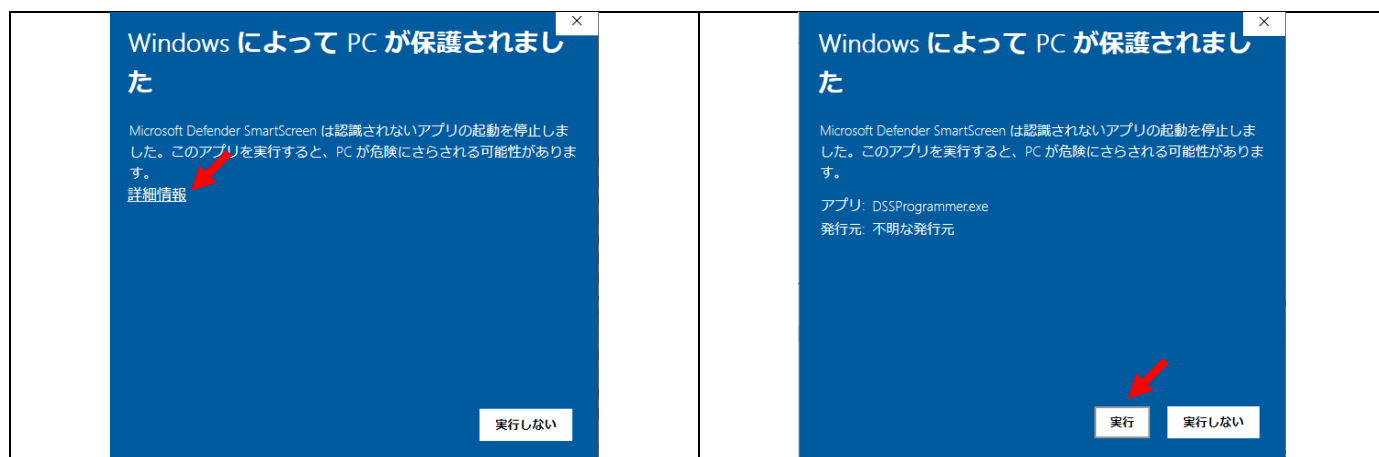 Windows によって PC が保護されまし
た
Microsoft Defender SmartScreen は認識されないアプリの起動を停止しま
した。このアプリを実行すると、PC が危険にさらされる可能性がありま
す。
詳細情報
実行しない
Windows によって PC が保護されまし
た
Microsoft Defender SmartScreen は認識されないアプリの起動を停止しま
した。このアプリを実行すると、PC が危険にさらされる可能性がありま
す。
アプリ: DSSProgrammer.exe
発行元: 不明な発行元
実行 実行しない